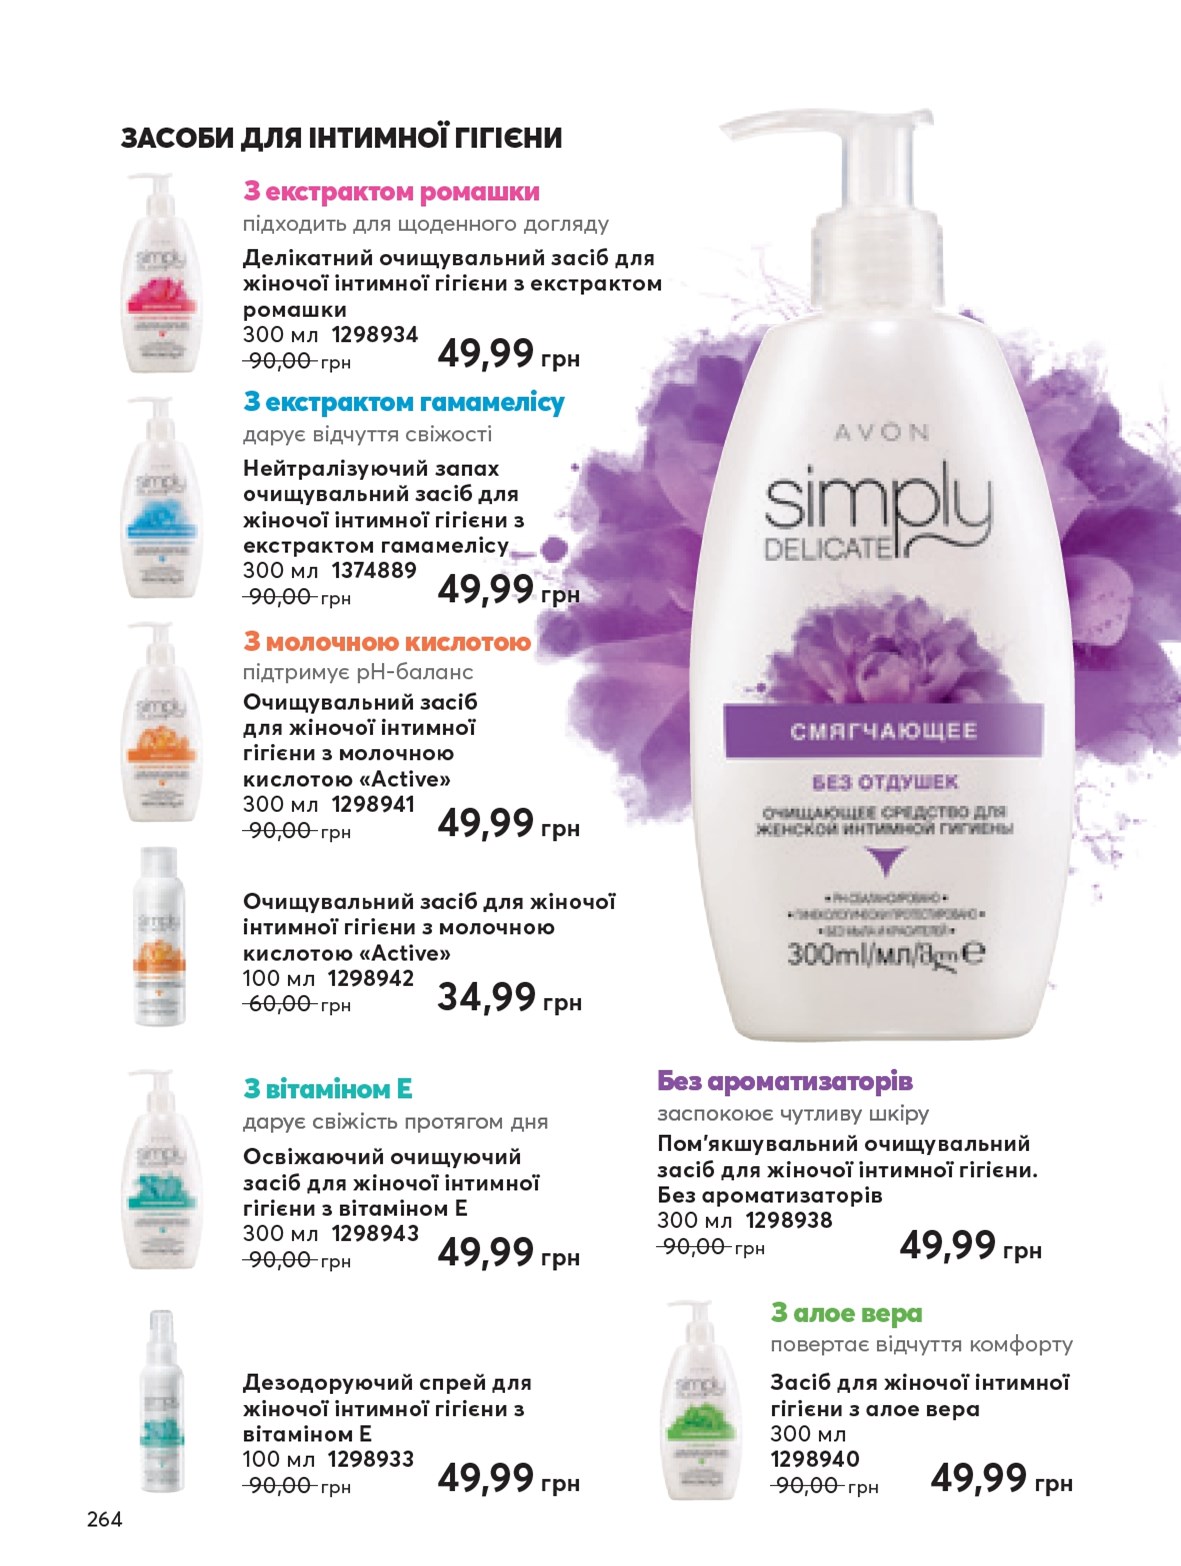 ЗАСОБИ ДЛЯ ІНТИМНОЇ ГІГІЄНИ
З екстрактом ромашки
підходить для щоденного догляду
Делікатний очищувальний засіб для
жіночої інтимної гігієни з екстрактом
ромашки
300 мл 1298934
90,00 грн 49,99 грн
З екстрактом гамамелісу
дарує відчуття свіжості
Нейтралізуючий запах
очищувальний засіб для
жіночої інтимної гігієни з
екстрактом гамамелісу
300 мл 1374889
90,00 грн 49,99 грн
З молочною кислотою
підтримує рН-баланс
Очищувальний засіб
для жіночої інтимної
гігієни з молочною
кислотою «Active»
300 мл 1298941
90,00 грн 49,99 грн
Очищувальний засіб для жіночої
інтимної гігієни з молочною
кислотою «Active»
100 мл 1298942
60,00 грн 34,99 грн
З вітаміном Е
дарує свіжість протягом дня
Освіжаючий очищуючий
засіб для жіночої інтимної
гігієни з вітаміном Е
300 мл 1298943
90,00 грн 49,99 грн
Дезодоруючий спрей для
жіночої інтимної гігієни з
вітаміном Е
100 мл 1298933
90,00 грн 49,99 грн
AVON
simply
DELICATE
СМЯГЧАЮЩЕЕ
БЕЗ ОТДУШЕК
ОЧИЩАЮЩЕЕ СРЕДСТВО ДЛЯ
ЖЕНСКОЙ ИНТИМНОЙ ГИГИЕНЫ
• PH СБАЛАНСИРОВАНО •
• ГИНЕКОЛОГИЧЕСКИ ПРОТЕСТИРОВАНО •
• БЕЗ МЫЛА И КРАСИТЕЛЕЙ •
300ml/мл/მლ e
Без ароматизаторів
заспокоює чутливу шкіру
Пом'якшувальний очищувальний
засіб для жіночої інтимної гігієни.
Без ароматизаторів
300 мл 1298938
90,00 грн 49,99 грн
З алое вера
повертає відчуття комфорту
Засіб для жіночої інтимної
гігієни з алое вера
300 мл
1298940
90,00 грн 49,99 грн
264